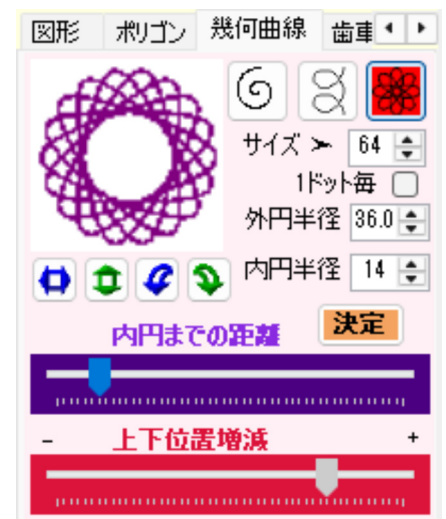 図形 ポリゴン 幾何曲線 歯車
サイズ 64
1ドット毎
外円半径 36.0
内円半径 14
決定
内円までの距離
- 上下位置増減 +